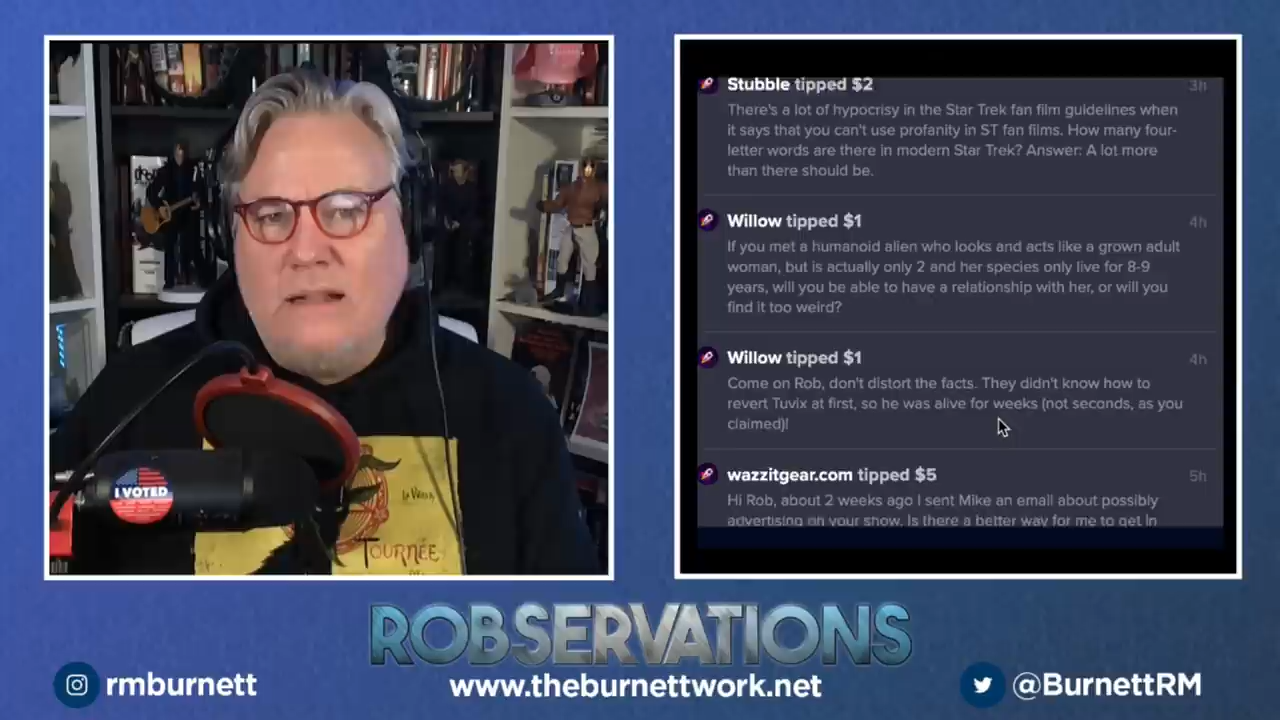 I VOTED
TOURNÉE
Stubble tipped $2
3h
There's a lot of hypocrisy in the Star Trek fan film guidelines when
it says that you can't use profanity in ST fan films. How many four-
letter words are there in modern Star Trek? Answer: A lot more
than there should be.
Willow tipped $1
4h
If you met a humanoid alien who looks and acts like a grown adult
woman, but is actually only 2 and her species only live for 8-9
years, will you be able to have a relationship with her, or will you
find it too weird?
Willow tipped $1
4h
Come on Rob, don't distort the facts. They didn't know how to
revert Tuvix at first, so he was alive for weeks (not seconds, as you
claimed)!
wazzitgear.com tipped $5
5h
Hi Rob, about 2 weeks ago I sent Mike an email about possibly
advertising on your show. Is there a better way for me to get in
ROBSERVATIONS
rmburnett
www.theburnettwork.net
@BurnettRM